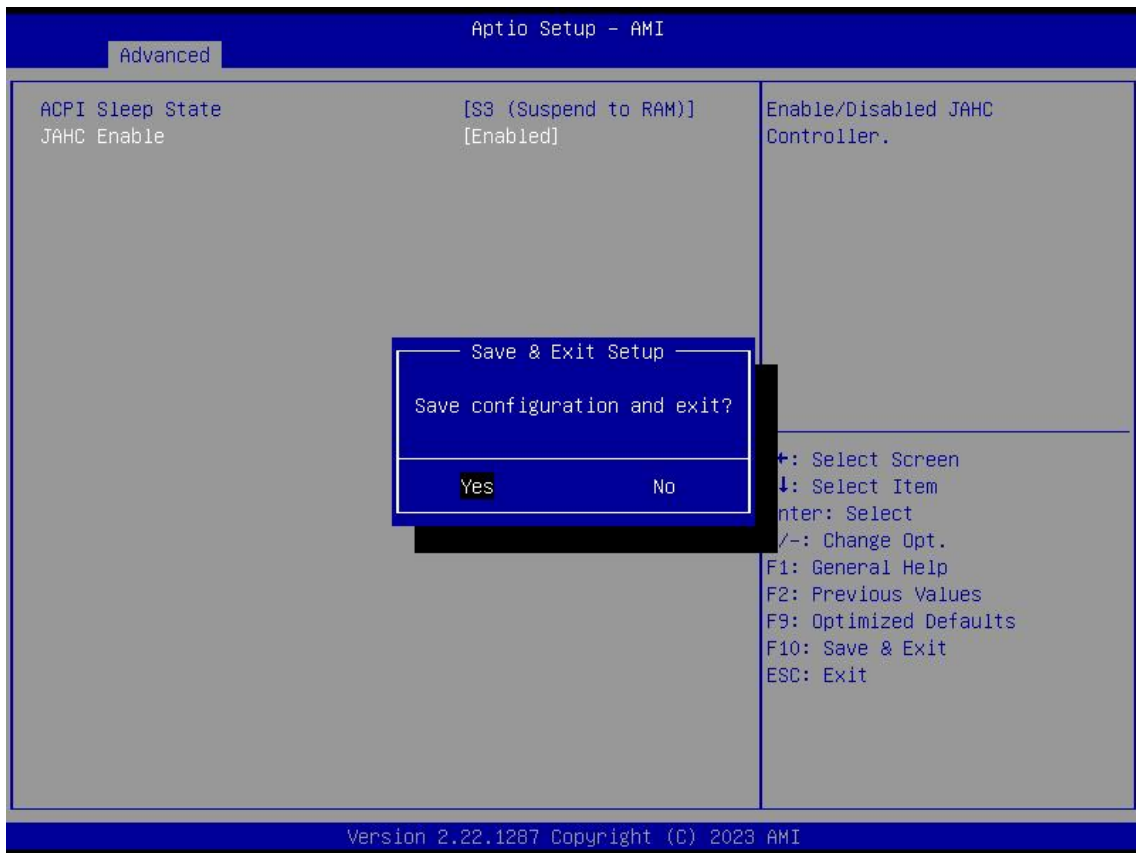 Aptio Setup – AMI
Advanced
ACPI Sleep State [S3 (Suspend to RAM)]
JAHC Enable [Enabled]
Enable/Disabled JAHC
Controller.
Save & Exit Setup
Save configuration and exit?
Yes No
←: Select Screen
↓: Select Item
nter: Select
/-: Change Opt.
F1: General Help
F2: Previous Values
F9: Optimized Defaults
F10: Save & Exit
ESC: Exit
Version 2.22.1287 Copyright (C) 2023 AMI